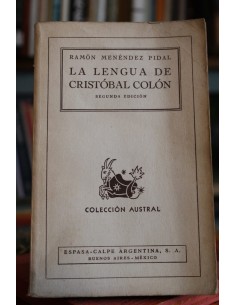 RAMÓN MENÉNDEZ PIDAL
LA LENGUA DE
CRISTÓBAL COLÓN
SEGUNDA EDICIÓN
COLECCIÓN AUSTRAL
ESPASA-CALPE ARGENTINA, S. A.
BUENOS AIRES - MÉXICO